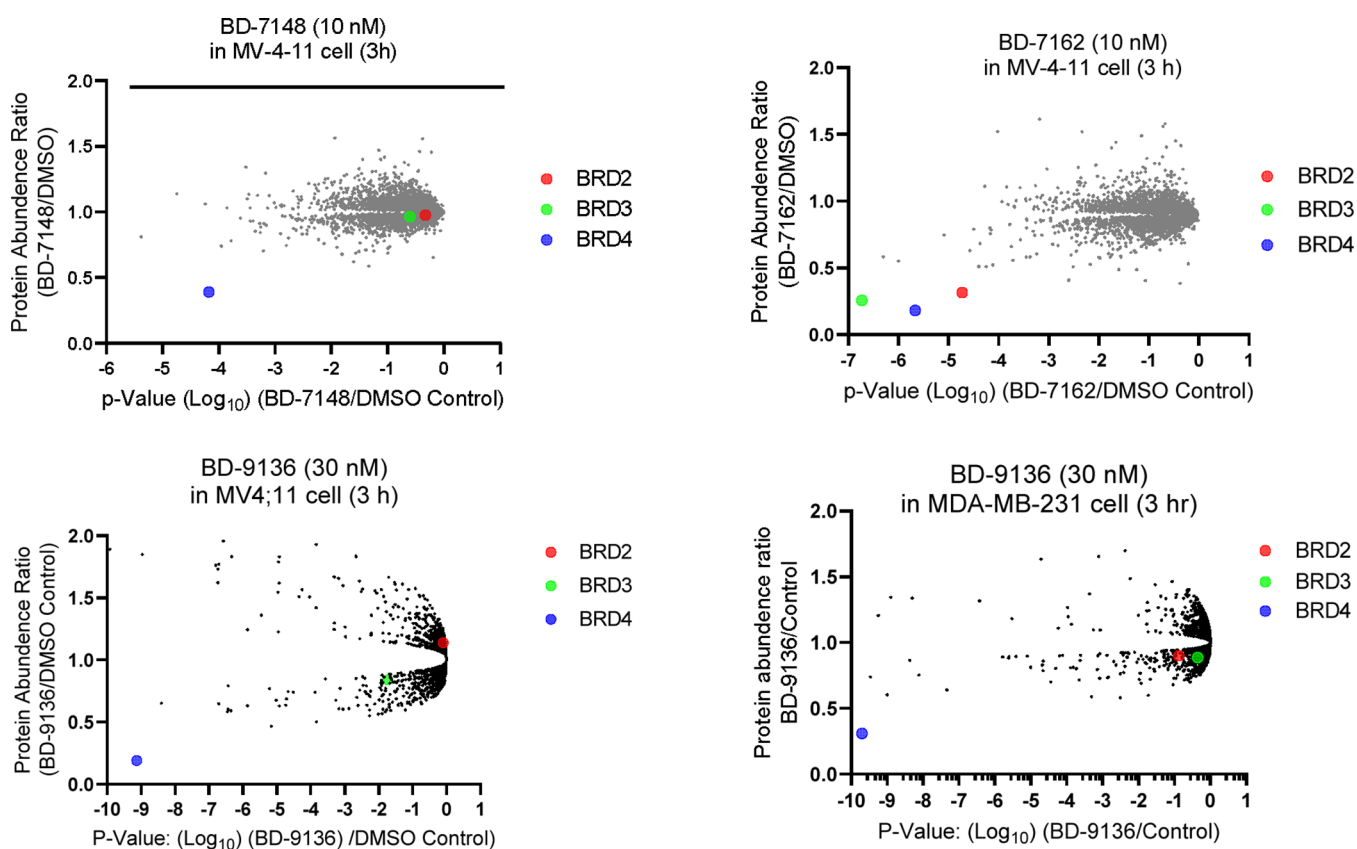 BD-7148 (10 nM)
in MV-4-11 cell (3h)
Protein Abundance Ratio
(BD-7148/DMSO)
2.0
1.5
1.0
0.5
0.0
-6 -5 -4 -3 -2 -1 0 1
p-Value (Log10) (BD-7148/DMSO Control)
BRD2
BRD3
BRD4
BD-7162 (10 nM)
in MV-4-11 cell (3 h)
Protein Abundance Ratio
(BD-7162/DMSO)
2.0
1.5
1.0
0.5
0.0
-7 -6 -5 -4 -3 -2 -1 0 1
p-Value (Log10) (BD-7162/DMSO Control)
BRD2
BRD3
BRD4
BD-9136 (30 nM)
in MV4;11 cell (3 h)
Protein Abundance Ratio
(BD-9136/DMSO Control)
2.0
1.5
1.0
0.5
0.0
-10 -9 -8 -7 -6 -5 -4 -3 -2 -1 0 1
P-Value: (Log10) (BD-9136) /DMSO Control)
BRD2
BRD3
BRD4
BD-9136 (30 nM)
in MDA-MB-231 cell (3 hr)
Protein abundance ratio
BD-9136/Control
2.0
1.5
1.0
0.5
0.0
-10 -9 -8 -7 -6 -5 -4 -3 -2 -1 0 1
P-Value: (Log10) (BD-9136/Control)
BRD2
BRD3
BRD4